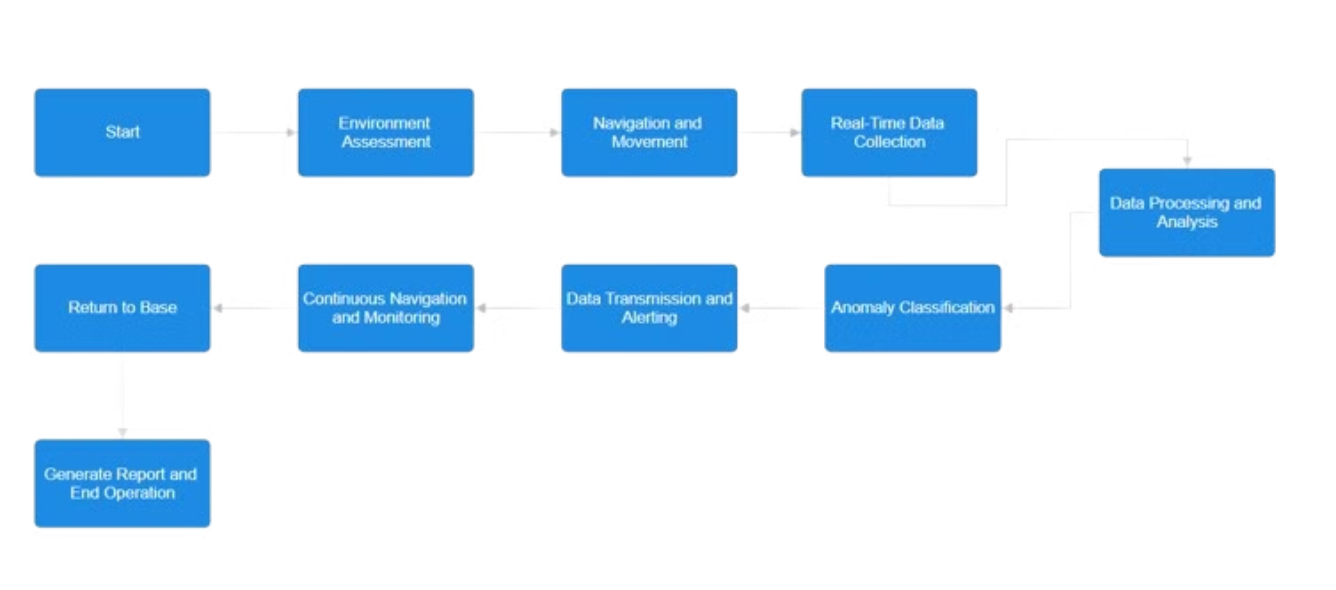 Start
Environment
Assessment
Navigation and
Movement
Real-Time Data
Collection
Data Processing and
Analysis
Anomaly Classification
Data Transmission and
Alerting
Continuous Navigation
and Monitoring
Return to Base
Generate Report and
End Operation